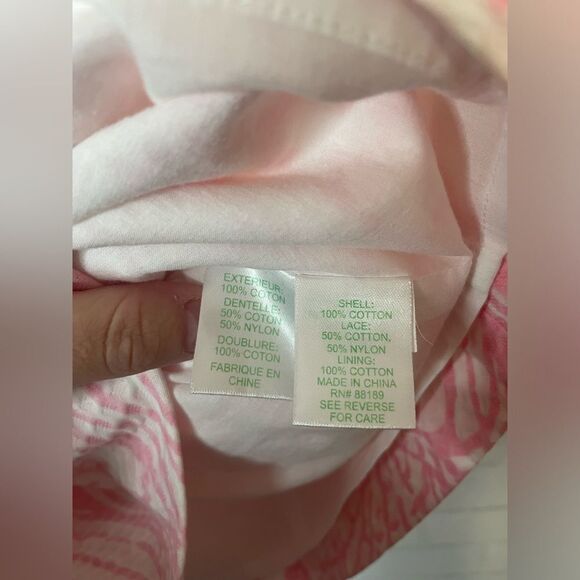 EXTERIEUR:
100% COTON
DENTELLE:
50% COTON
50% NYLON
DOUBLURE:
100% COTON
FABRIQUE EN
CHINE
SHELL:
100% COTTON
LACE:
50% COTTON,
50% NYLON
LINING:
100% COTTON
MADE IN CHINA
RN# 88189
SEE REVERSE
FOR CARE